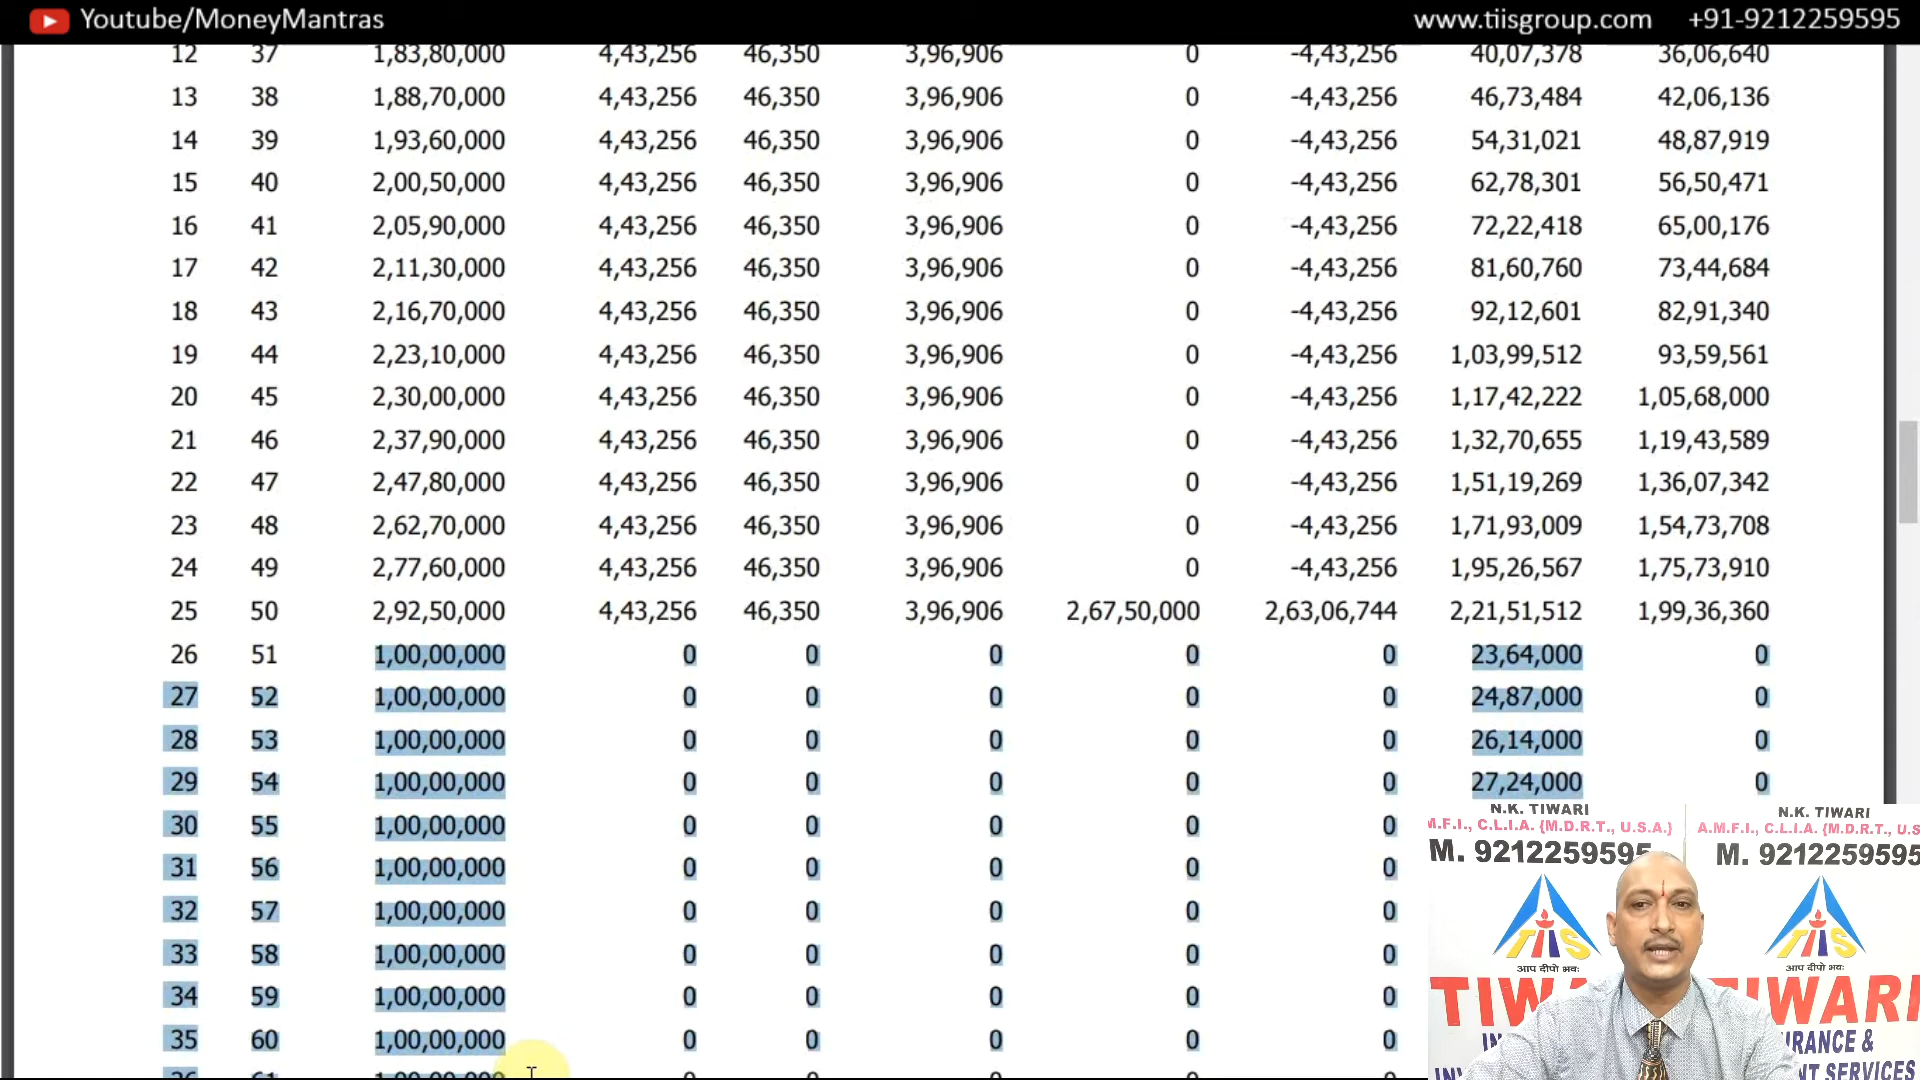 Youtube/MoneyMantras www.tiisgroup.com +91-9212259595
12 37 1,83,80,000 4,43,256 46,350 3,96,906 0 -4,43,256 40,07,378 36,06,640
13 38 1,88,70,000 4,43,256 46,350 3,96,906 0 -4,43,256 46,73,484 42,06,136
14 39 1,93,60,000 4,43,256 46,350 3,96,906 0 -4,43,256 54,31,021 48,87,919
15 40 2,00,50,000 4,43,256 46,350 3,96,906 0 -4,43,256 62,78,301 56,50,471
16 41 2,05,90,000 4,43,256 46,350 3,96,906 0 -4,43,256 72,22,418 65,00,176
17 42 2,11,30,000 4,43,256 46,350 3,96,906 0 -4,43,256 81,60,760 73,44,684
18 43 2,16,70,000 4,43,256 46,350 3,96,906 0 -4,43,256 92,12,601 82,91,340
19 44 2,23,10,000 4,43,256 46,350 3,96,906 0 -4,43,256 1,03,99,512 93,59,561
20 45 2,30,00,000 4,43,256 46,350 3,96,906 0 -4,43,256 1,17,42,222 1,05,68,000
21 46 2,37,90,000 4,43,256 46,350 3,96,906 0 -4,43,256 1,32,70,655 1,19,43,589
22 47 2,47,80,000 4,43,256 46,350 3,96,906 0 -4,43,256 1,51,19,269 1,36,07,342
23 48 2,62,70,000 4,43,256 46,350 3,96,906 0 -4,43,256 1,71,93,009 1,54,73,708
24 49 2,77,60,000 4,43,256 46,350 3,96,906 0 -4,43,256 1,95,26,567 1,75,73,910
25 50 2,92,50,000 4,43,256 46,350 3,96,906 2,67,50,000 2,63,06,744 2,21,51,512 1,99,36,360
26 51 1,00,00,000 0 0 0 0 0 23,64,000 0
27 52 1,00,00,000 0 0 0 0 0 24,87,000 0
28 53 1,00,00,000 0 0 0 0 0 26,14,000 0
29 54 1,00,00,000 0 0 0 0 0 27,24,000 0
30 55 1,00,00,000 0 0 0 0 0
31 56 1,00,00,000 0 0 0 0 0
32 57 1,00,00,000 0 0 0 0 0
33 58 1,00,00,000 0 0 0 0 0
34 59 1,00,00,000 0 0 0 0 0
35 60 1,00,00,000 0 0 0 0 0
N.K. TIWARI N.K. TIWARI
M.F.I., C.L.I.A. {M.D.R.T., U.S.A.} A.M.F.I., C.L.I.A. {M.D.R.T., U.S
M. 9212259595 M. 9212259595
TIIS TIIS
आप दीपो भवः आप दीपो भवः
TIW TIWARI
IN URANCE &
INV NT SERVICES